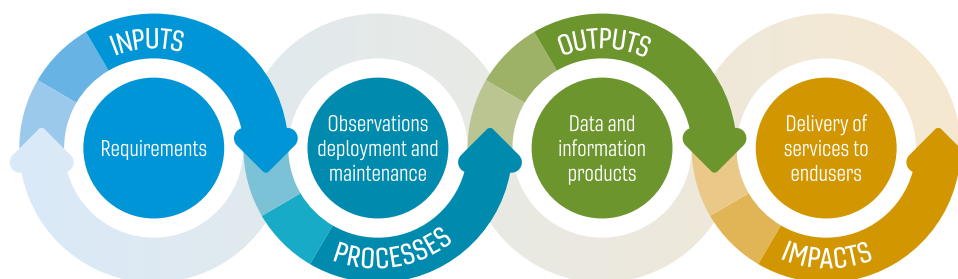 INPUTS
Requirements
Observations
deployment and
maintenance
PROCESSES
OUTPUTS
Data and
information
products
Delivery of
services to
endusers
IMPACTS